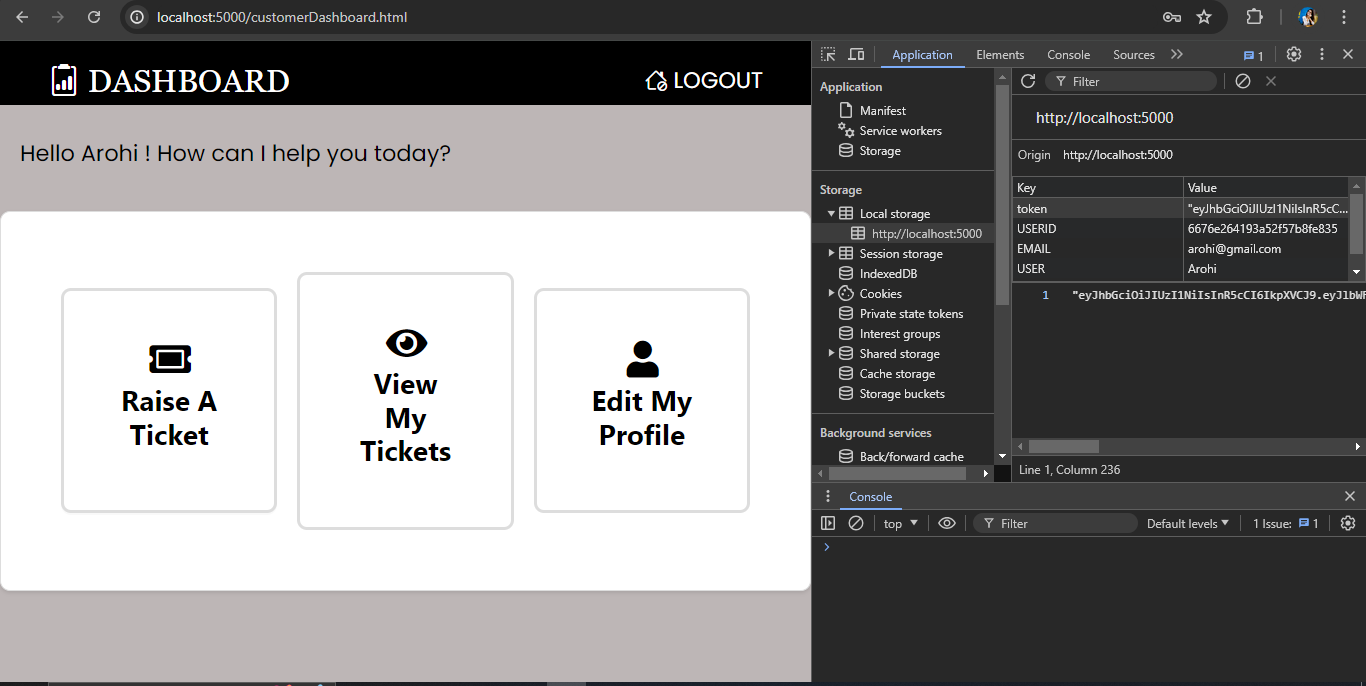 localhost:5000/customerDashboard.html
DASHBOARD
LOGOUT
Hello Arohi ! How can I help you today?
Raise A
Ticket
View
My
Tickets
Edit My
Profile
Application
Elements
Console
Sources
1
Application
Manifest
Service workers
Storage
Storage
Local storage
http://localhost:5000
Session storage
IndexedDB
Cookies
Private state tokens
Interest groups
Shared storage
Cache storage
Storage buckets
Background services
Back/forward cache
Filter
http://localhost:5000
Origin http://localhost:5000
Key Value
token "eyJhbGciOiJIUzI1NiIsInR5cC...
USERID 6676e264193a52f57b8fe835
EMAIL arohi@gmail.com
USER Arohi
1 "eyJhbGciOiJIUzI1NiIsInR5cCI6IkpXVCJ9.eyJ1bWF
Line 1, Column 236
Console
top Filter Default levels 1 Issue: 1